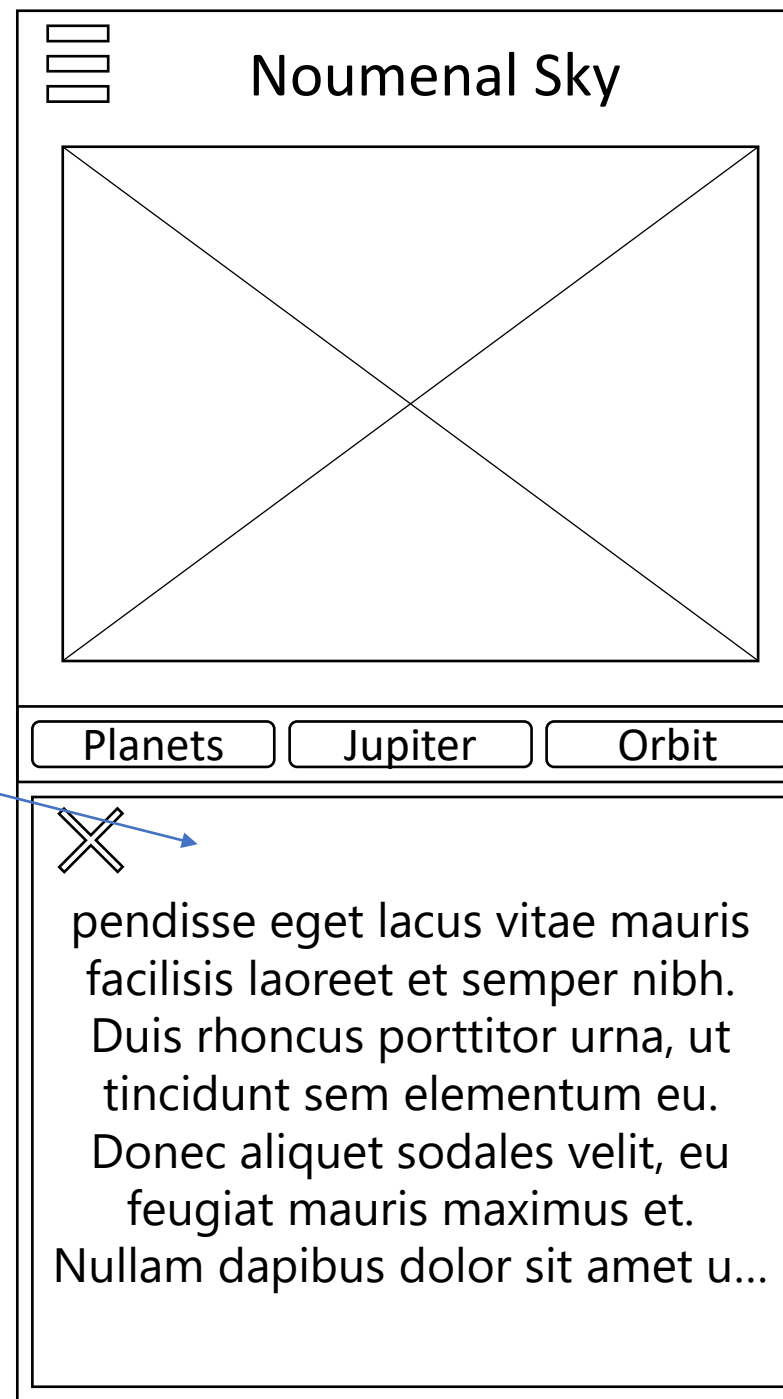 Noumenal Sky
Planets
Jupiter
Orbit
pendisse eget lacus vitae mauris
facilisis laoreet et semper nibh.
Duis rhoncus porttitor urna, ut
tincidunt sem elementum eu.
Donec aliquet sodales velit, eu
feugiat mauris maximus et.
Nullam dapibus dolor sit amet u...